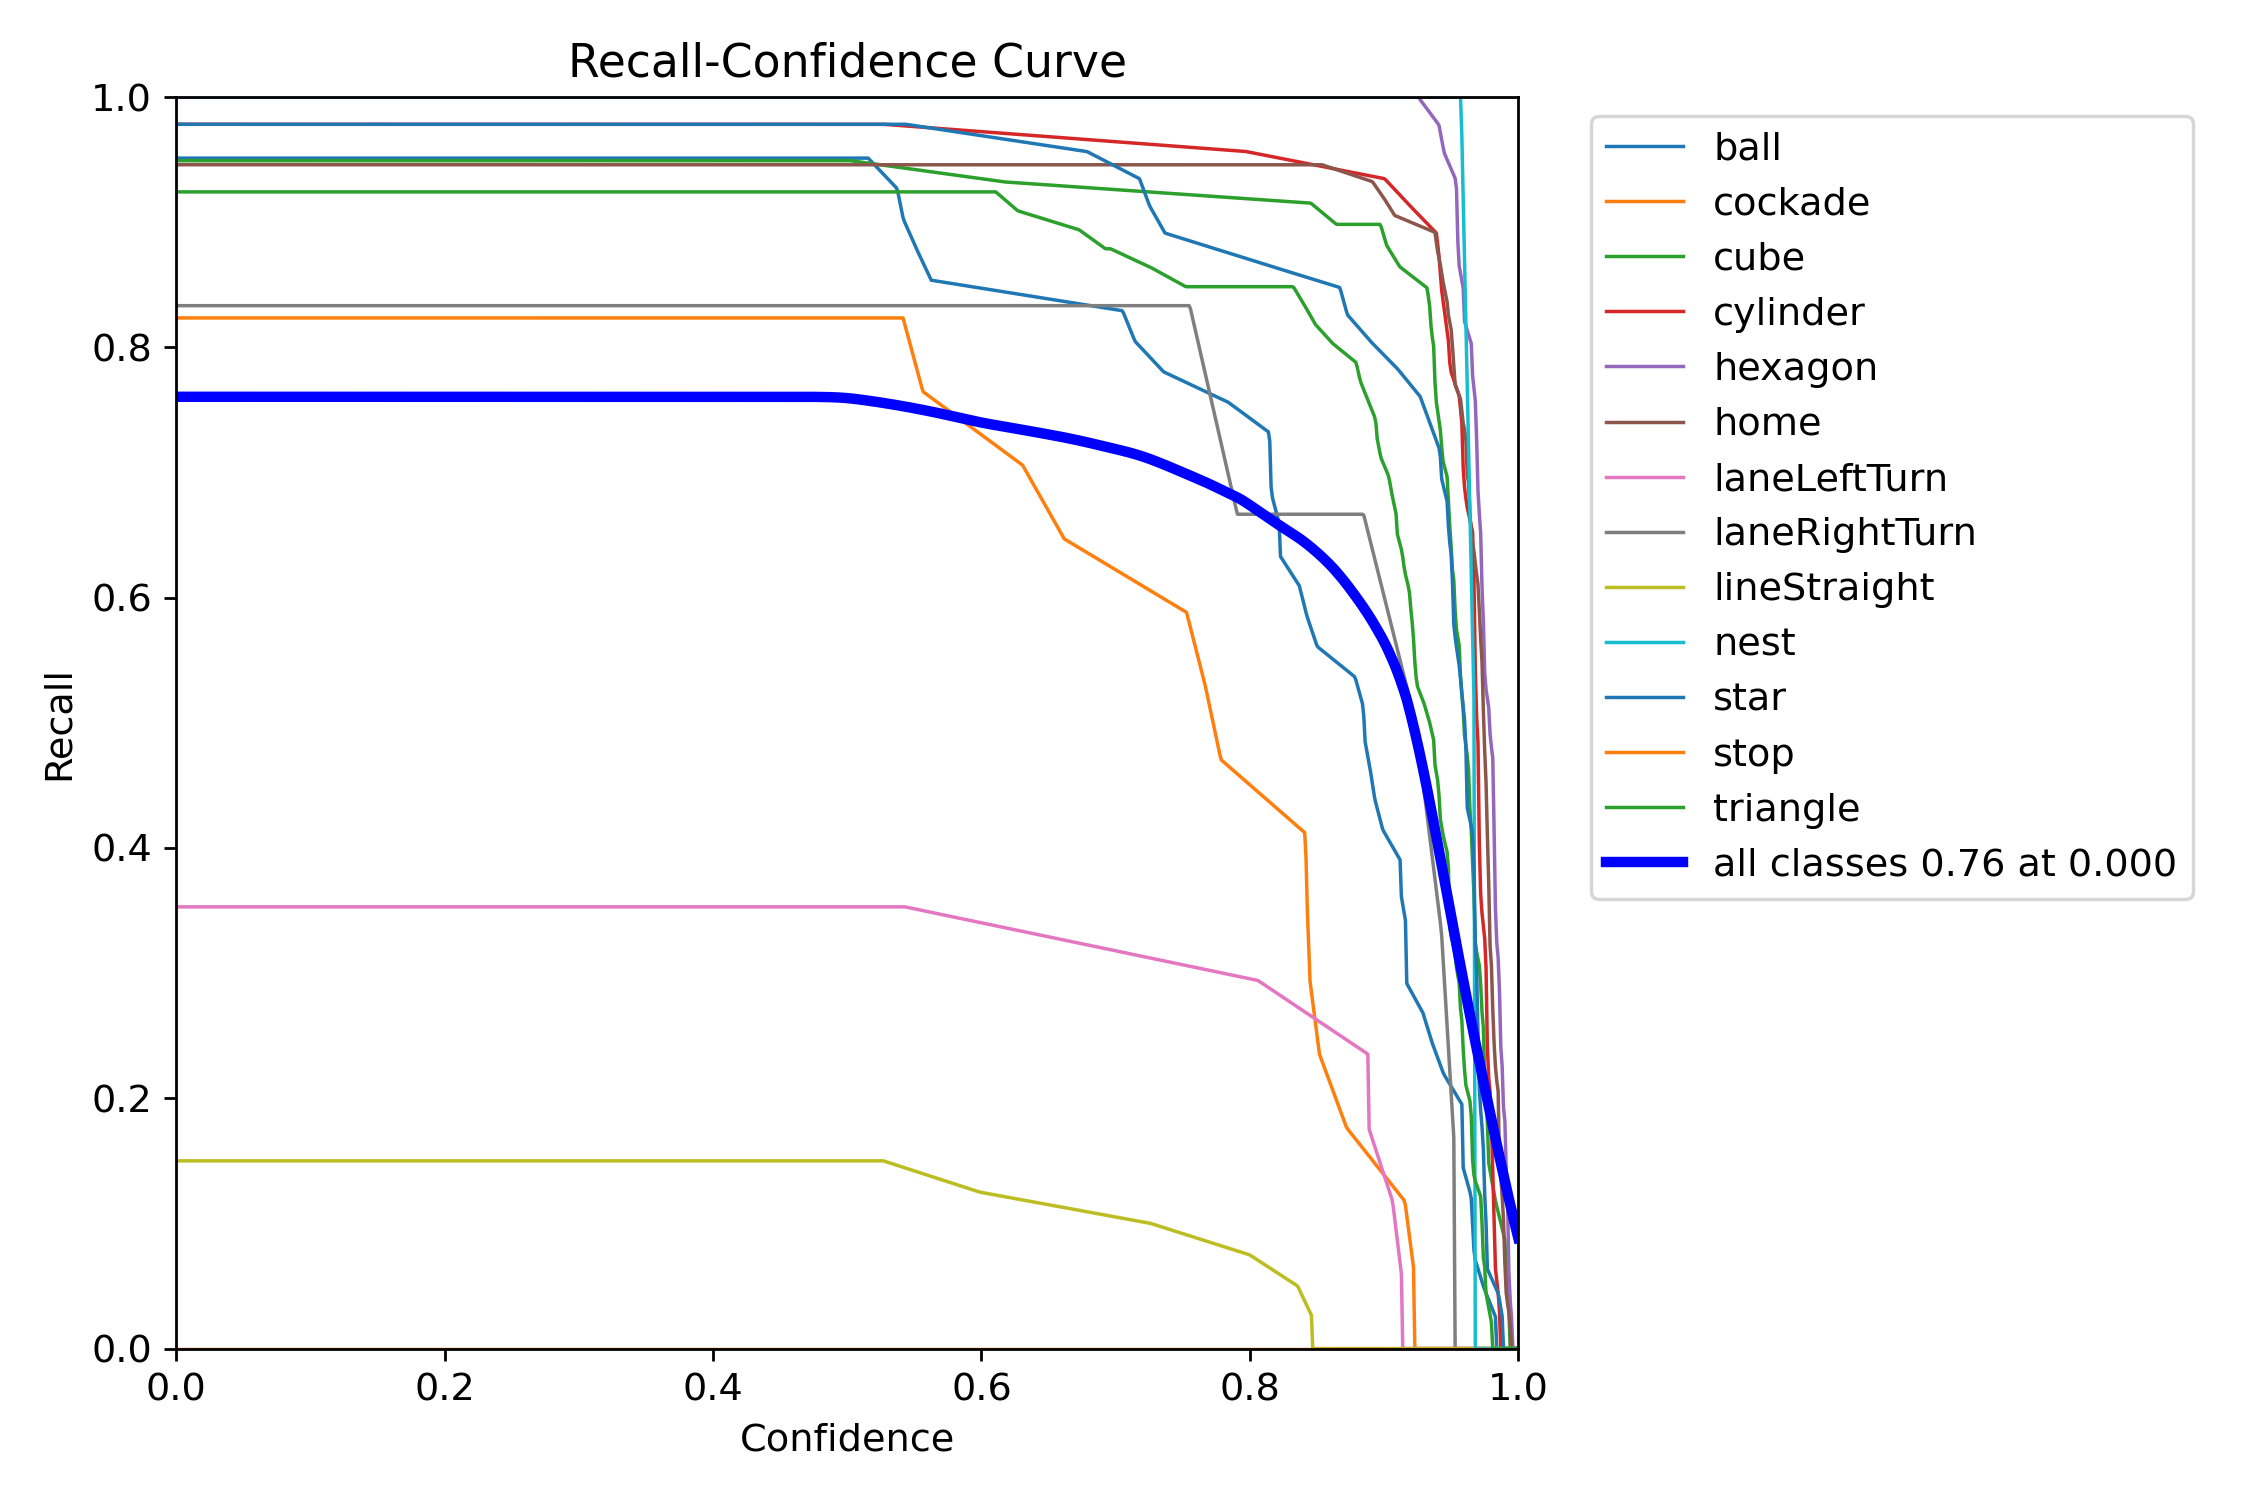 Recall-Confidence Curve
1.0
0.8
0.6
0.4
0.2
0.0
Recall
0.0 0.2 0.4 0.6 0.8 1.0
Confidence
ball
cockade
cube
cylinder
hexagon
home
laneLeftTurn
laneRightTurn
lineStraight
nest
star
stop
triangle
all classes 0.76 at 0.000